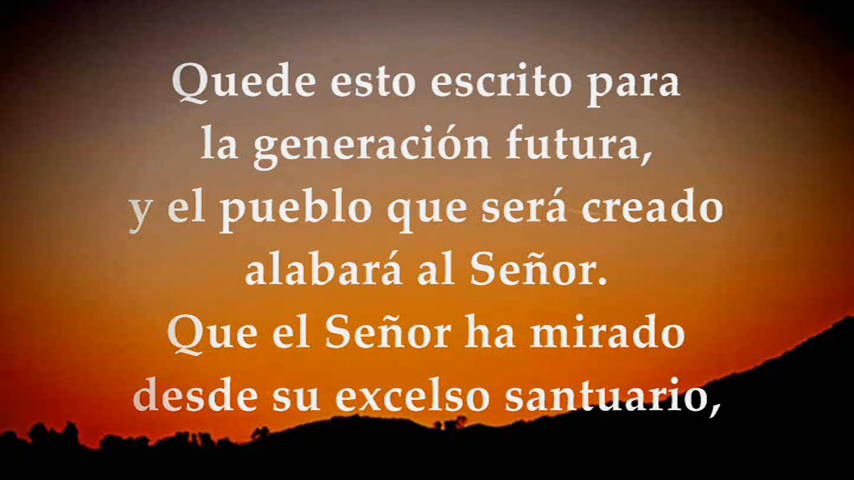 Quede esto escrito para
la generación futura,
y el pueblo que será creado
alabará al Señor.
Que el Señor ha mirado
desde su excelso santuario,